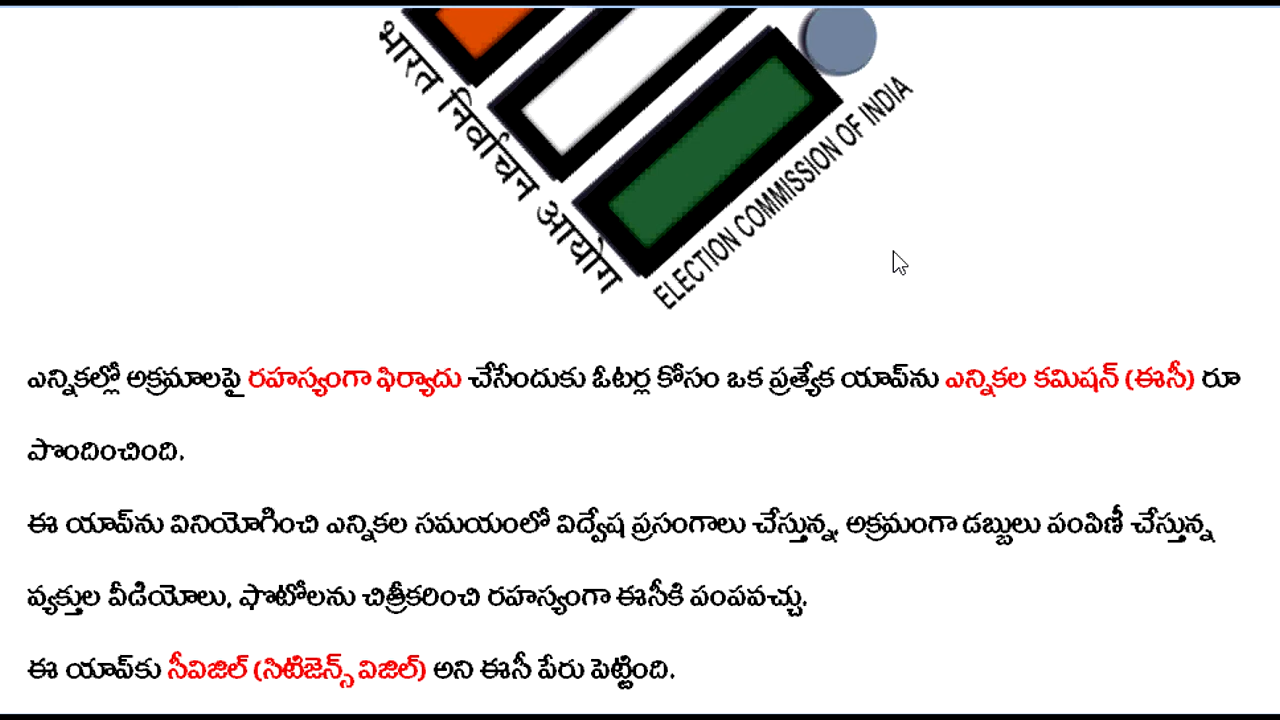 भारत निर्वाचन आयोग
ELECTION COMMISSION OF INDIA
ఎన్నికల్లో అక్రమాలపై రహస్యంగా ఫిర్యాదు చేసేందుకు ఓటర్ల కోసం ఒక ప్రత్యేక యాప్‌ను ఎన్నికల కమిషన్ (ఈసీ) రూ
పొందించింది.
ఈ యాప్‌ను వినియోగించి ఎన్నికల సమయంలో విద్వేష ప్రసంగాలు చేస్తున్న, అక్రమంగా డబ్బులు పంపిణీ చేస్తున్న
వ్యక్తుల వీడియోలు, ఫొటోలను చిత్రీకరించి రహస్యంగా ఈసీకి పంపవచ్చు.
ఈ యాప్‌కు సీవిజిల్ (సిటిజెన్స్ విజిల్) అని ఈసీ పేరు పెట్టింది.